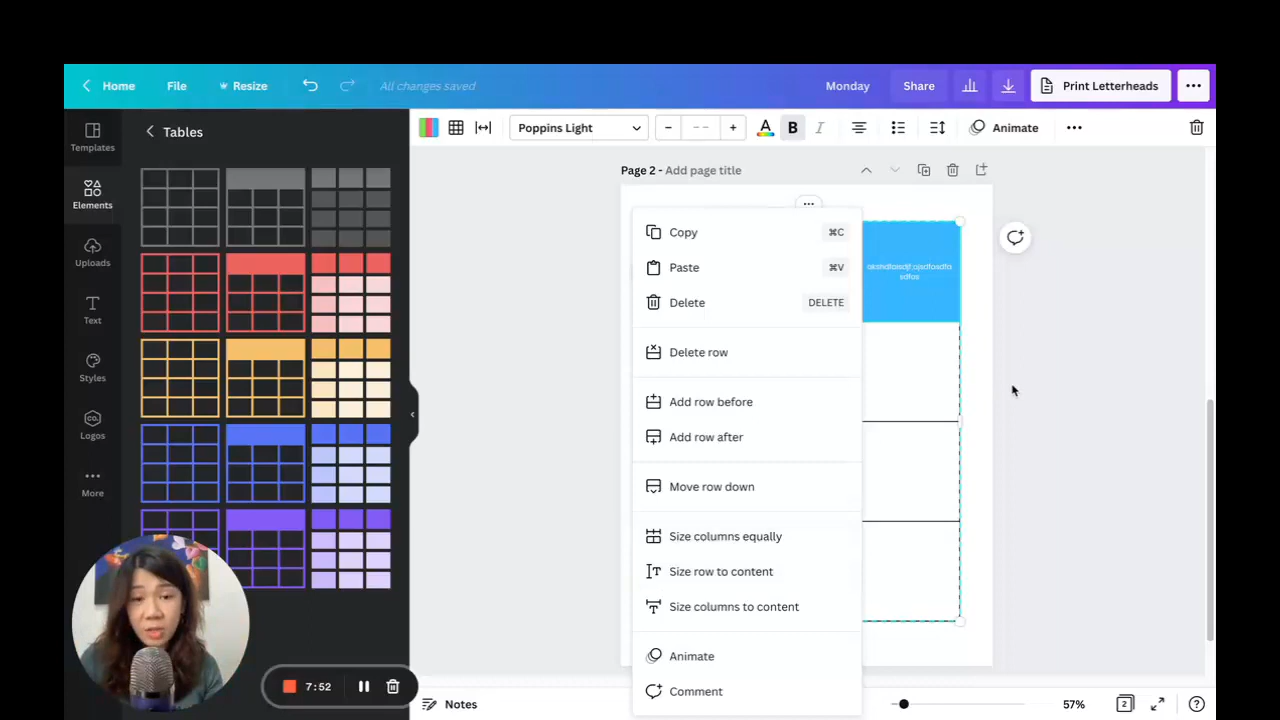 Home File Resize All changes saved Monday Share Print Letterheads
Tables
Templates
Elements
Uploads
Text
Styles
CO.
Logos
More
Poppins Light B I Animate
Page 2 - Add page title
Copy ⌘C
Paste ⌘V
Delete DELETE
Delete row
Add row before
Add row after
Move row down
Size columns equally
Size row to content
Size columns to content
Animate
Comment
7:52
Notes 57% 2